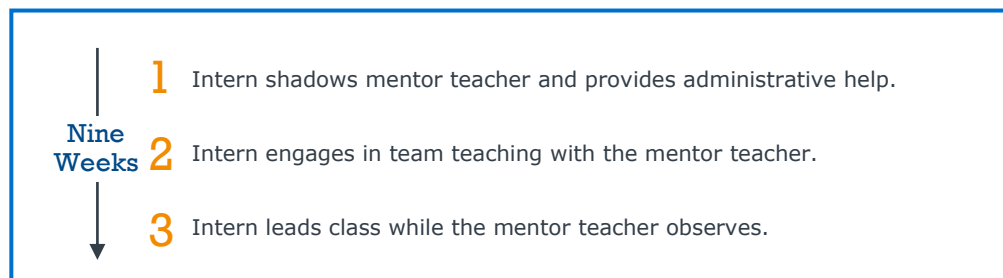 1 Intern shadows mentor teacher and provides administrative help.
Nine
Weeks
2 Intern engages in team teaching with the mentor teacher.
3 Intern leads class while the mentor teacher observes.